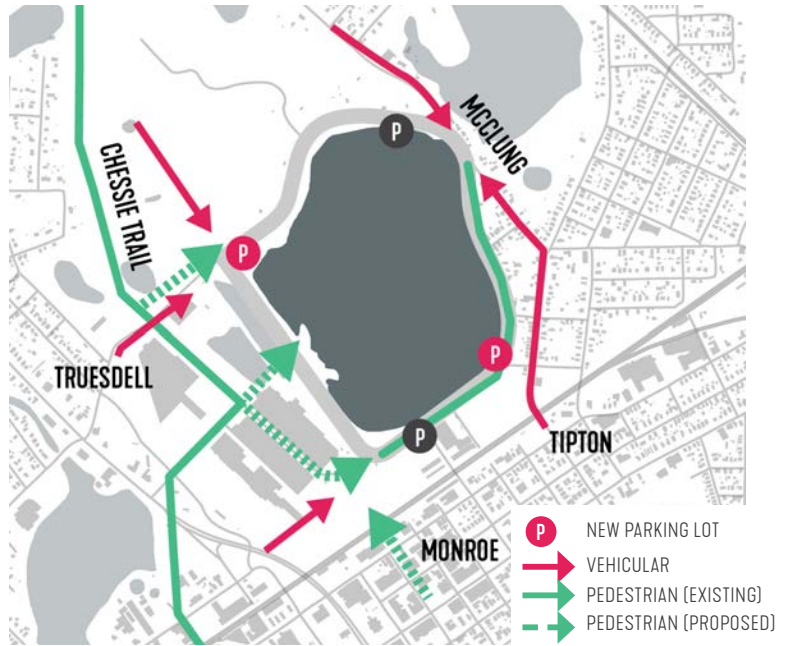 P
MCCLUNG
CHESSIE TRAIL
P
TRUESDELL
P
P
TIPTON
MONROE
P NEW PARKING LOT
VEHICULAR
PEDESTRIAN (EXISTING)
PEDESTRIAN (PROPOSED)